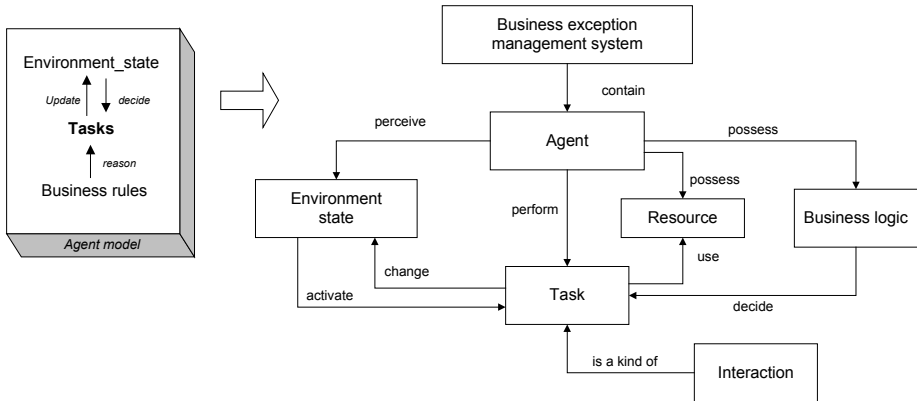 Environment_state
Update
decide
Tasks
reason
Business rules
Agent model
Business exception
management system
contain
Agent
perceive
possess
possess
perform
Environment
state
Resource
Business logic
use
change
activate
Task
decide
is a kind of
Interaction